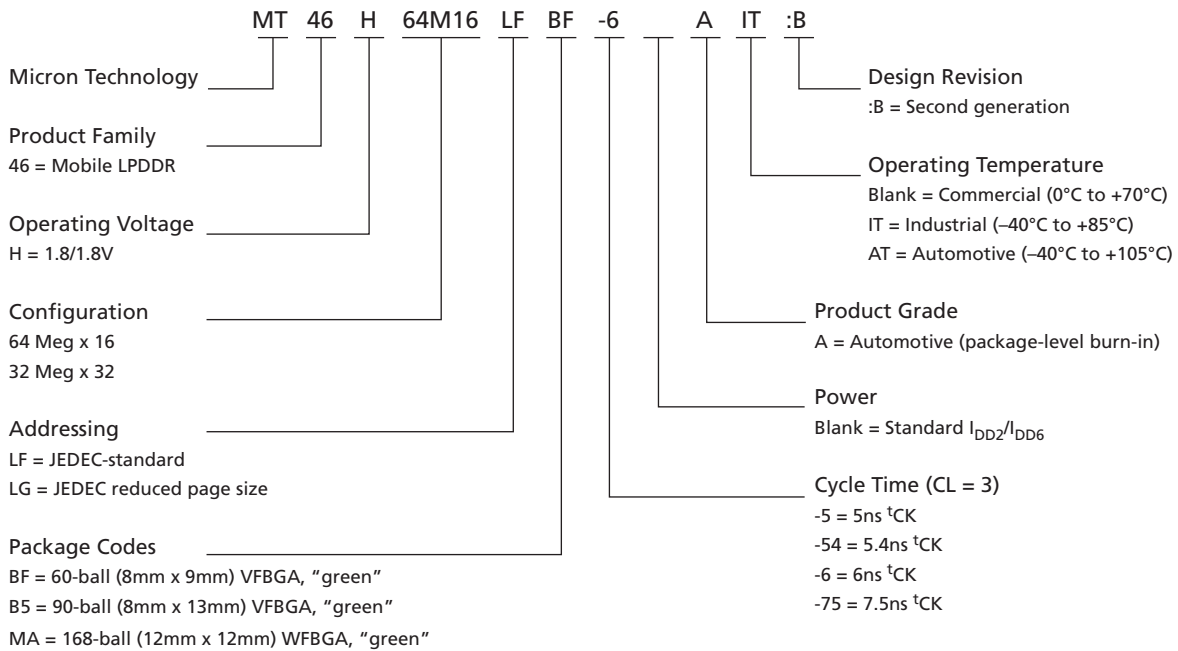 MT 46 H 64M16 LF BF -6 A IT :B
Micron Technology
Product Family
46 = Mobile LPDDR
Operating Voltage
H = 1.8/1.8V
Configuration
64 Meg x 16
32 Meg x 32
Addressing
LF = JEDEC-standard
LG = JEDEC reduced page size
Package Codes
BF = 60-ball (8mm x 9mm) VFBGA, “green”
B5 = 90-ball (8mm x 13mm) VFBGA, “green”
MA = 168-ball (12mm x 12mm) WFBGA, “green”
Design Revision
:B = Second generation
Operating Temperature
Blank = Commercial (0°C to +70°C)
IT = Industrial (–40°C to +85°C)
AT = Automotive (–40°C to +105°C)
Product Grade
A = Automotive (package-level burn-in)
Power
Blank = Standard IDD2/IDD6
Cycle Time (CL = 3)
-5 = 5ns tCK
-54 = 5.4ns tCK
-6 = 6ns tCK
-75 = 7.5ns tCK